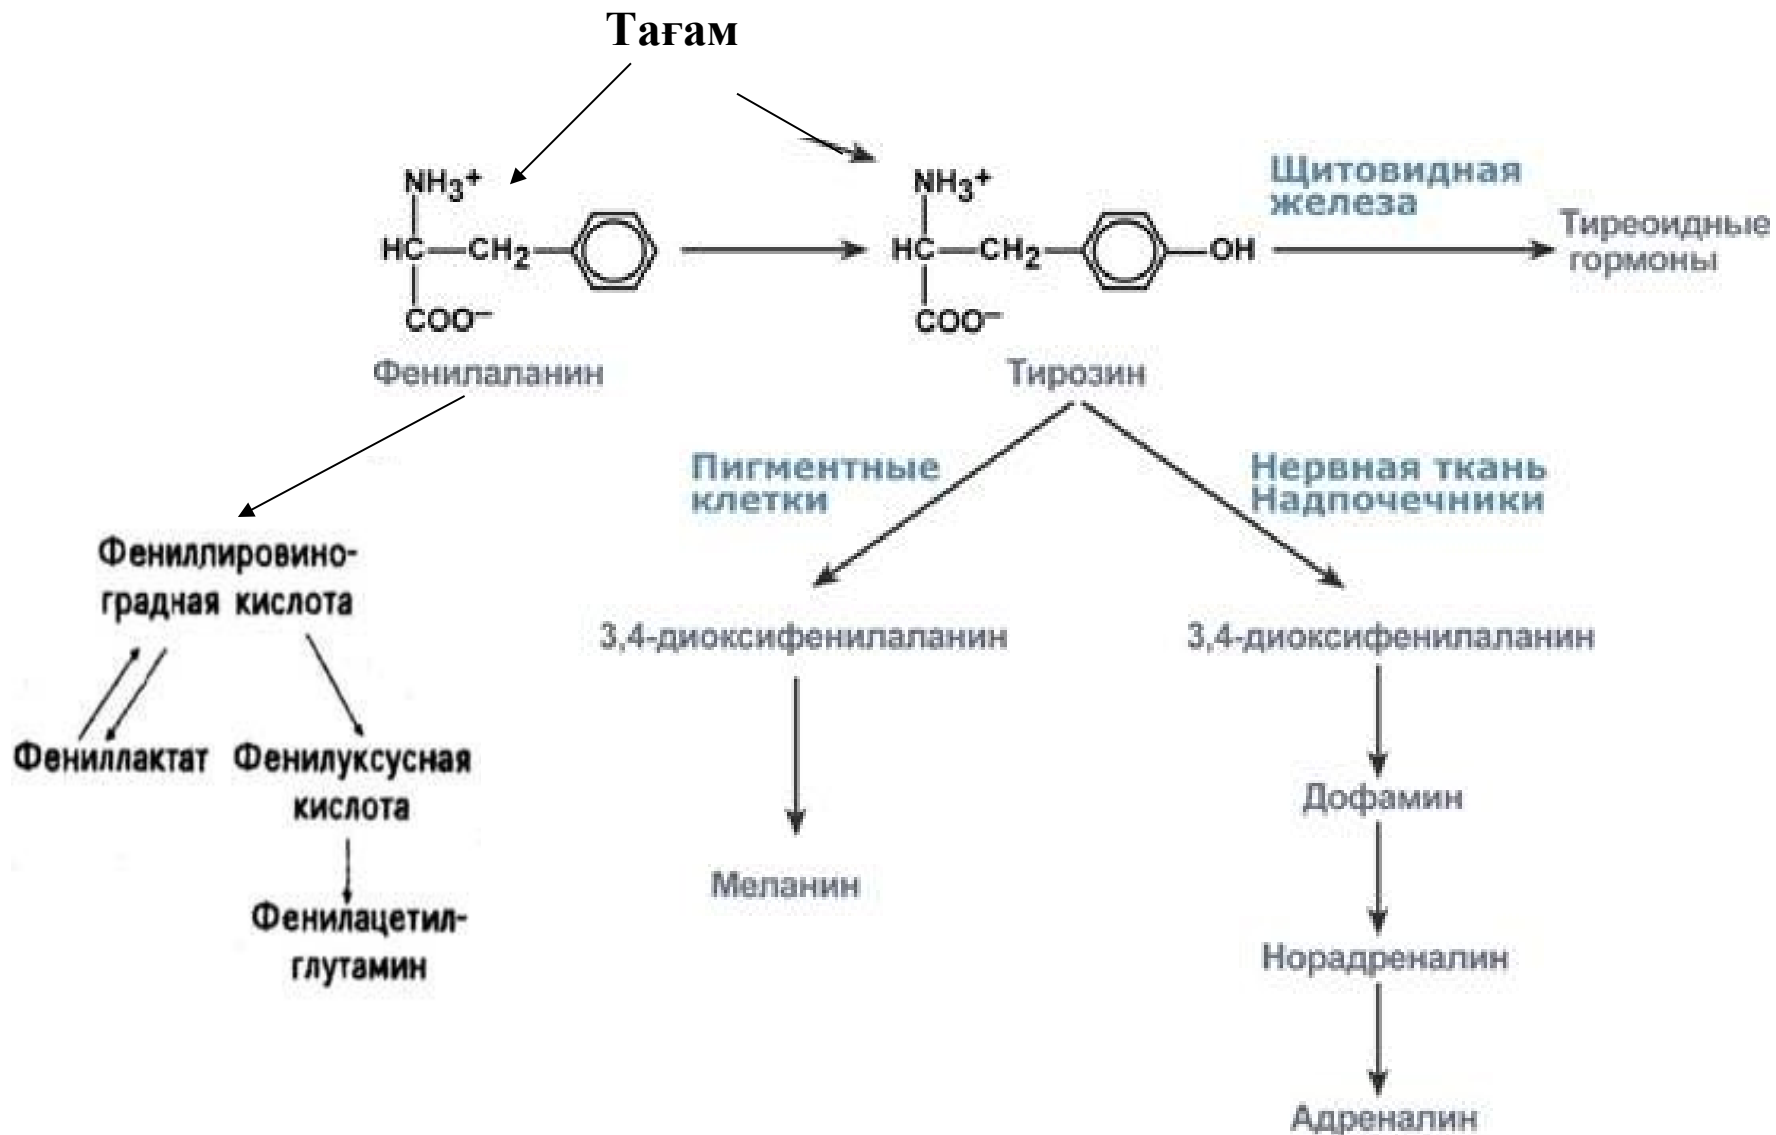 Тағам
NH3+
HC—CH2
COO−
Фенилаланин
NH3+
HC—CH2
—OH
COO−
Тирозин
Щитовидная
железа
Тиреоидные
гормоны
Пигментные
клетки
Нервная ткань
Надпочечники
Фенилпировино-
градная кислота
Фениллактат
Фенилуксусная
кислота
Фенилацетил-
глутамин
3,4-диоксифенилаланин
Меланин
3,4-диоксифенилаланин
Дофамин
Норадреналин
Адреналин